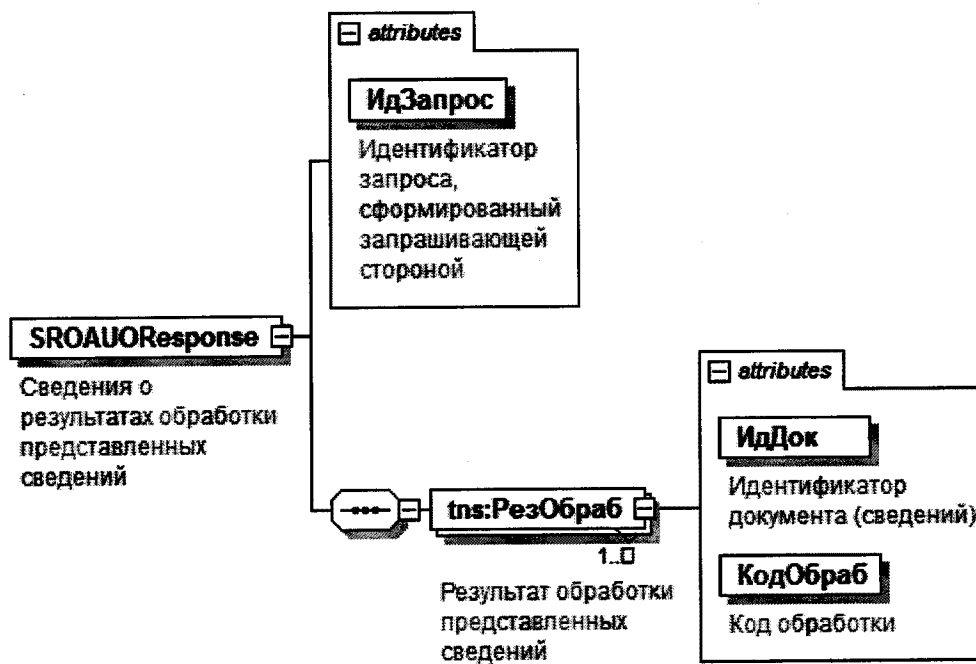 attributes
ИдЗапрос
Идентификатор
запроса,
сформированный
запрашивающей
стороной
SROAUOResponse
Сведения о
результатах обработки
представленных
сведений
tns:РезОбраб
1..□
Результат обработки
представленных
сведений
attributes
ИдДок
Идентификатор
документа (сведений)
КодОбраб
Код обработки